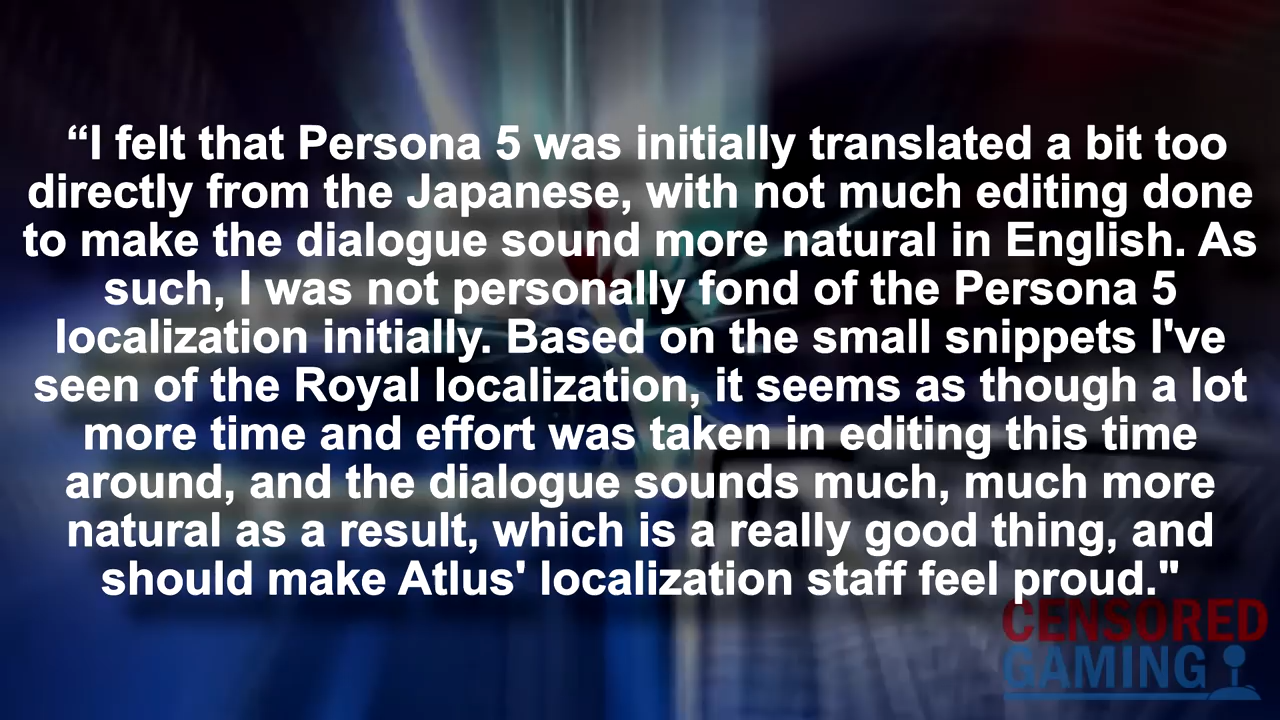 “I felt that Persona 5 was initially translated a bit too
directly from the Japanese, with not much editing done
to make the dialogue sound more natural in English. As
such, I was not personally fond of the Persona 5
localization initially. Based on the small snippets I've
seen of the Royal localization, it seems as though a lot
more time and effort was taken in editing this time
around, and the dialogue sounds much, much more
natural as a result, which is a really good thing, and
should make Atlus' localization staff feel proud."
CENSORED
GAMING